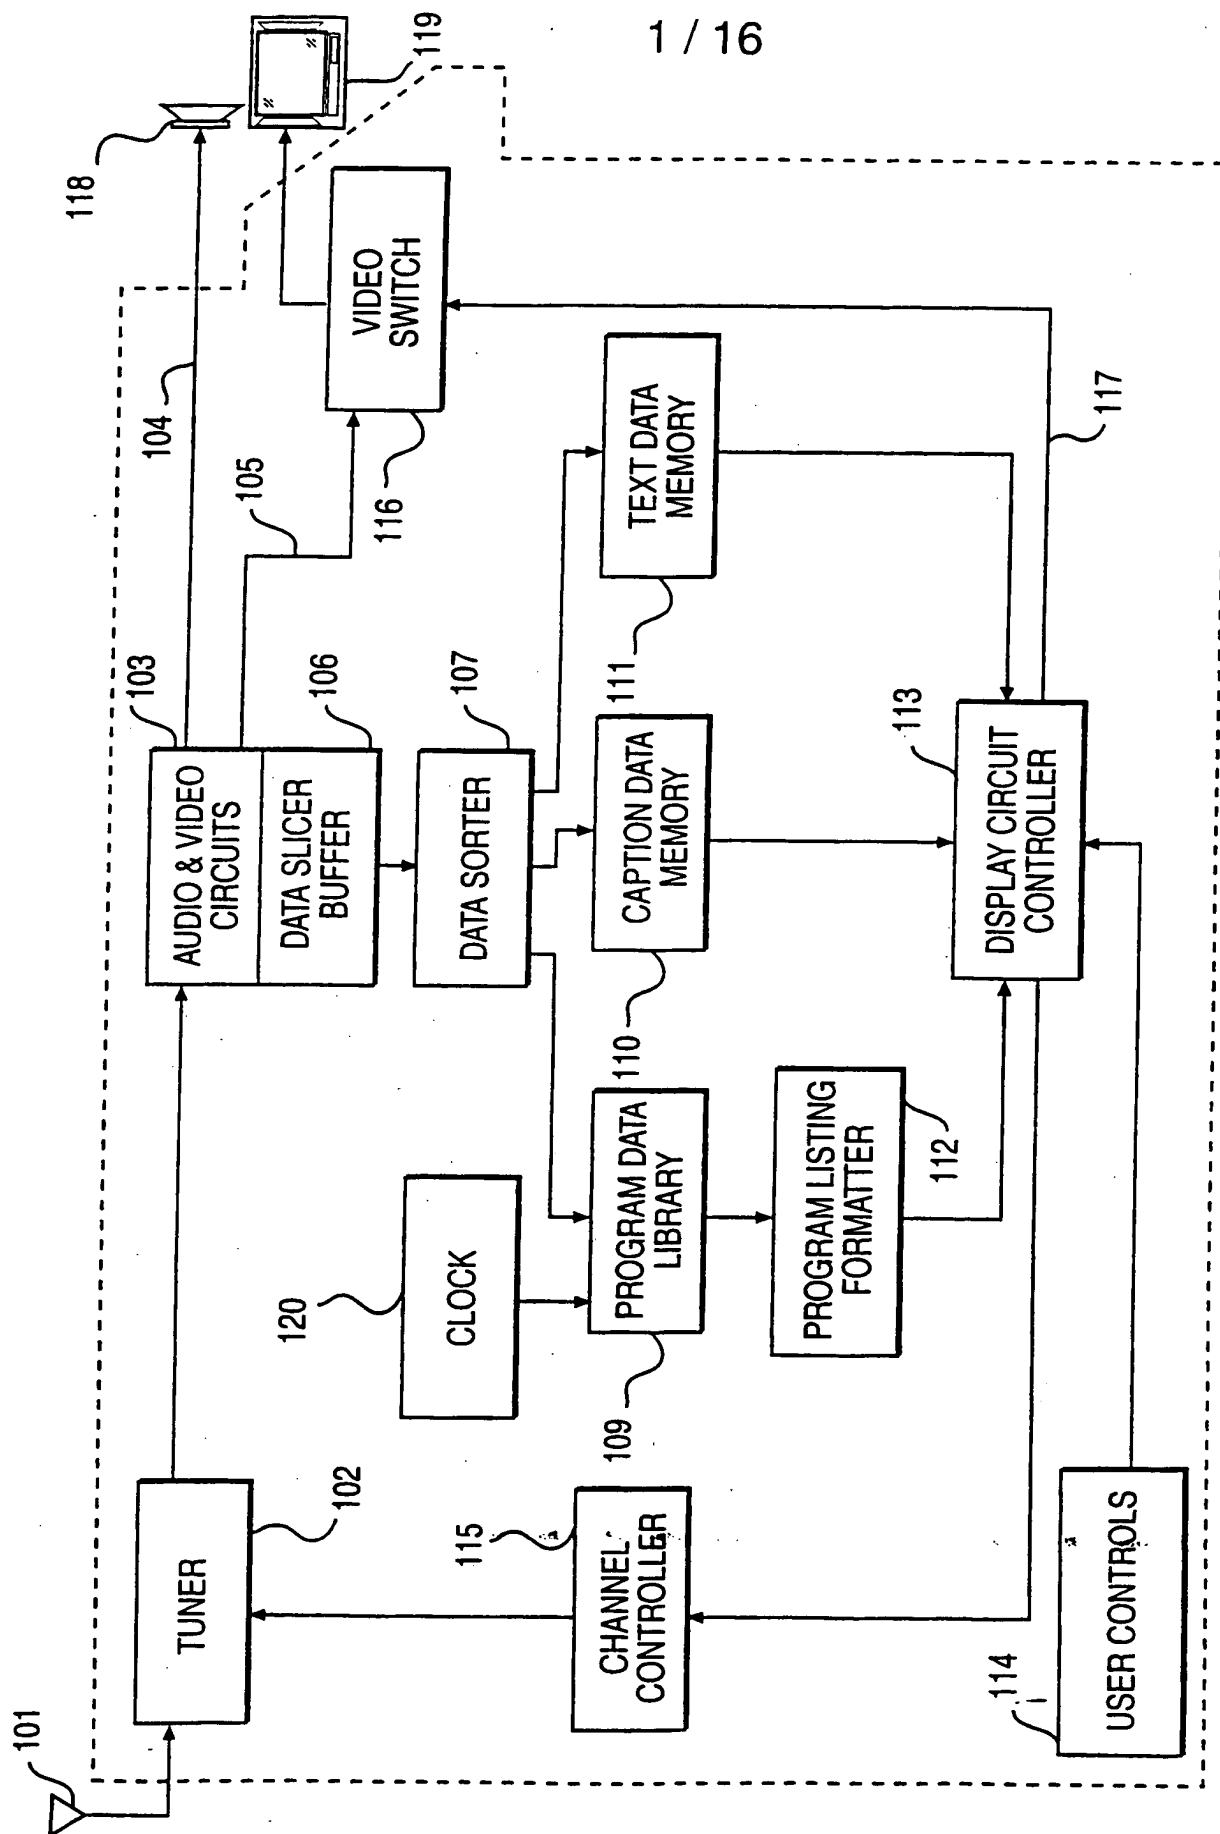 1 / 16
101
TUNER
102
AUDIO & VIDEO
CIRCUITS
103
DATA SLICER
BUFFER
106
104
105
118
119
VIDEO
SWITCH
116
CLOCK
120
DATA SORTER
107
CHANNEL
CONTROLLER
115
PROGRAM DATA
LIBRARY
109
CAPTION DATA
MEMORY
110
TEXT DATA
MEMORY
111
PROGRAM LISTING
FORMATTER
112
DISPLAY CIRCUIT
CONTROLLER
113
117
USER CONTROLS
114